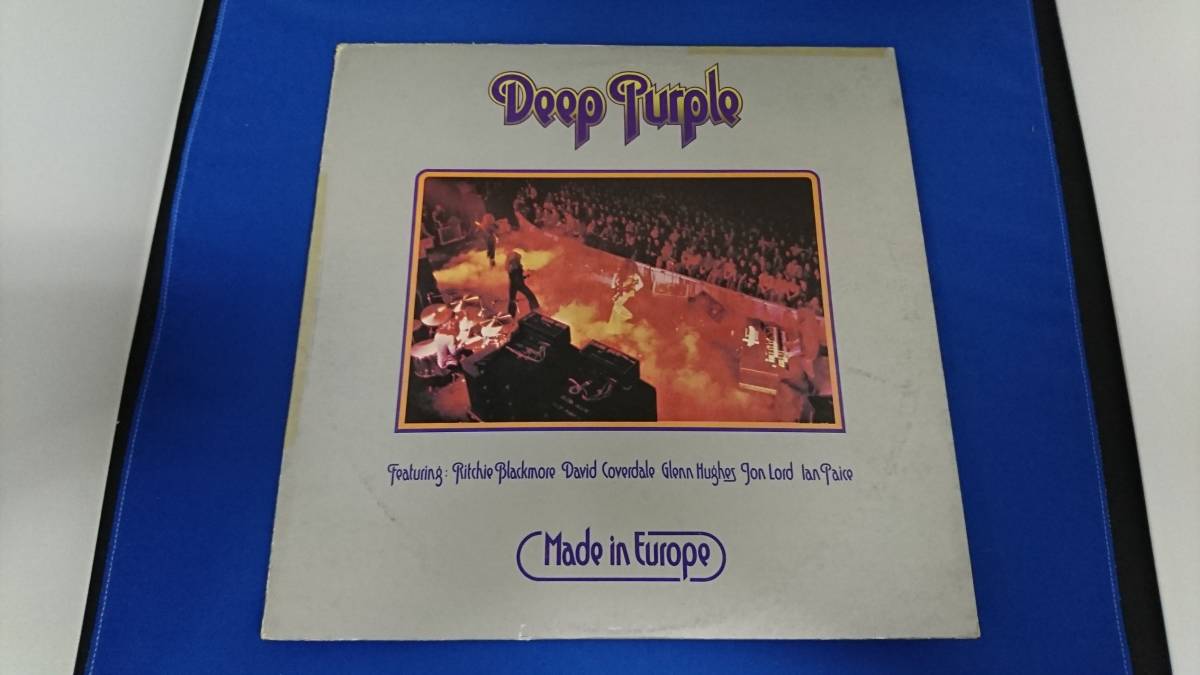 Deep Purple
Featuring: Ritchie Blackmore David Coverdale Glenn Hughes Jon Lord Ian Paice
Made in Europe